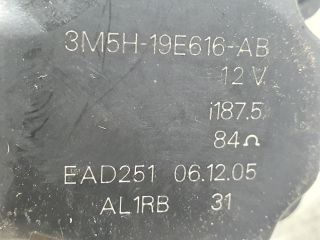 3M5H-19E616-AB
12 V
i187.5
84Ω
EAD251 06.12.05
AL1RB 31